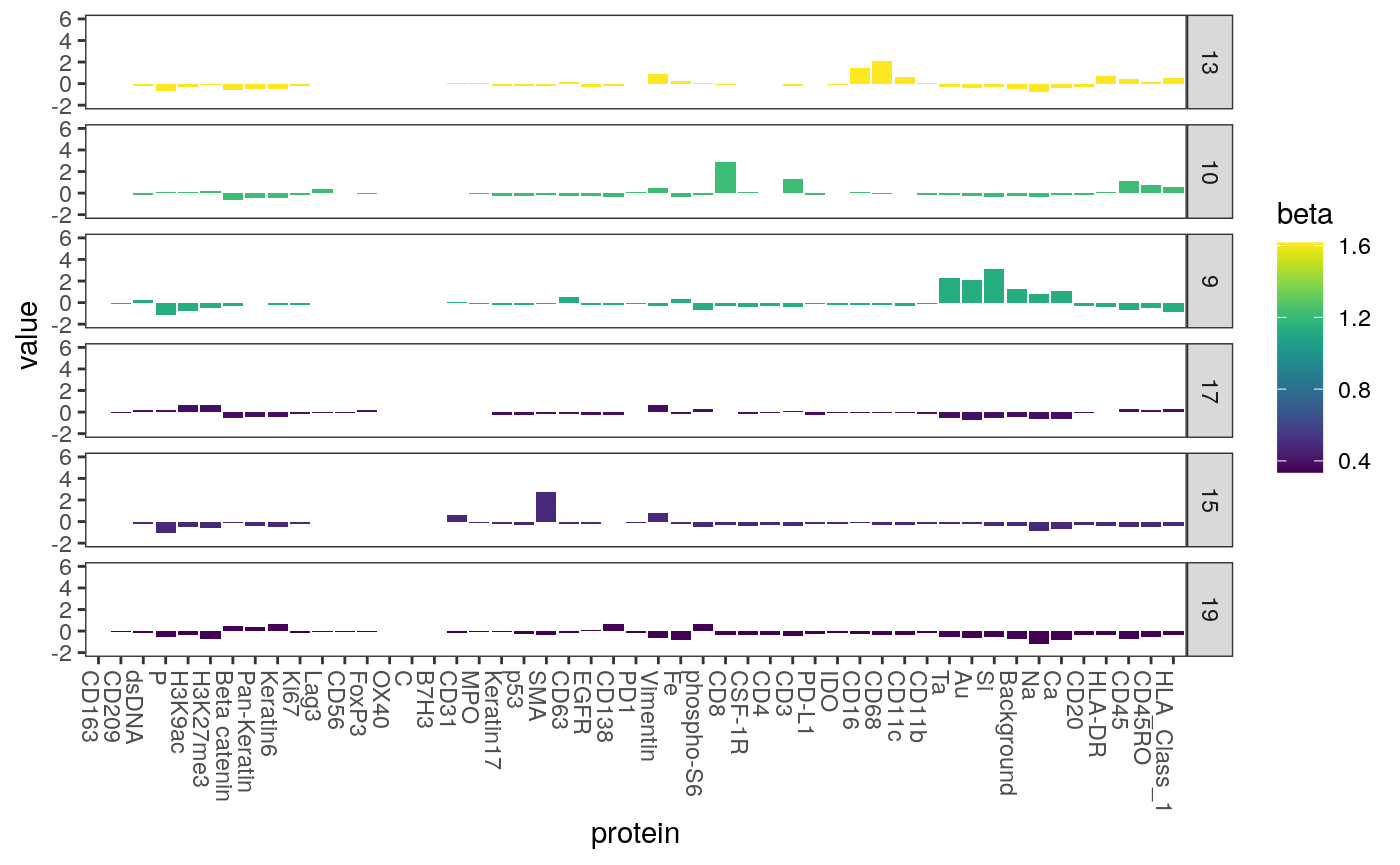 6
4
2
0
-2
13
6
4
2
0
-2
10
6
4
2
0
-2
9
6
4
2
0
-2
17
6
4
2
0
-2
15
6
4
2
0
-2
19
value
CD163
CD209
dsDNA
P
H3K9ac
H3K27me3
Beta catenin
Pan-Keratin
Keratin6
Ki67
Lag3
CD56
FoxP3
OX40
C
B7H3
CD31
MPO
Keratin17
p53
SMA
CD63
EGFR
CD138
PD1
Vimentin
Fe
phospho-S6
CD8
CSF-1R
CD4
CD3
PD-L1
IDO
CD16
CD68
CD11c
CD11b
Ta
Au
Si
Background
Na
Ca
CD20
HLA-DR
CD45
CD45RO
HLA_Class_1
protein
beta
1.6
1.2
0.8
0.4